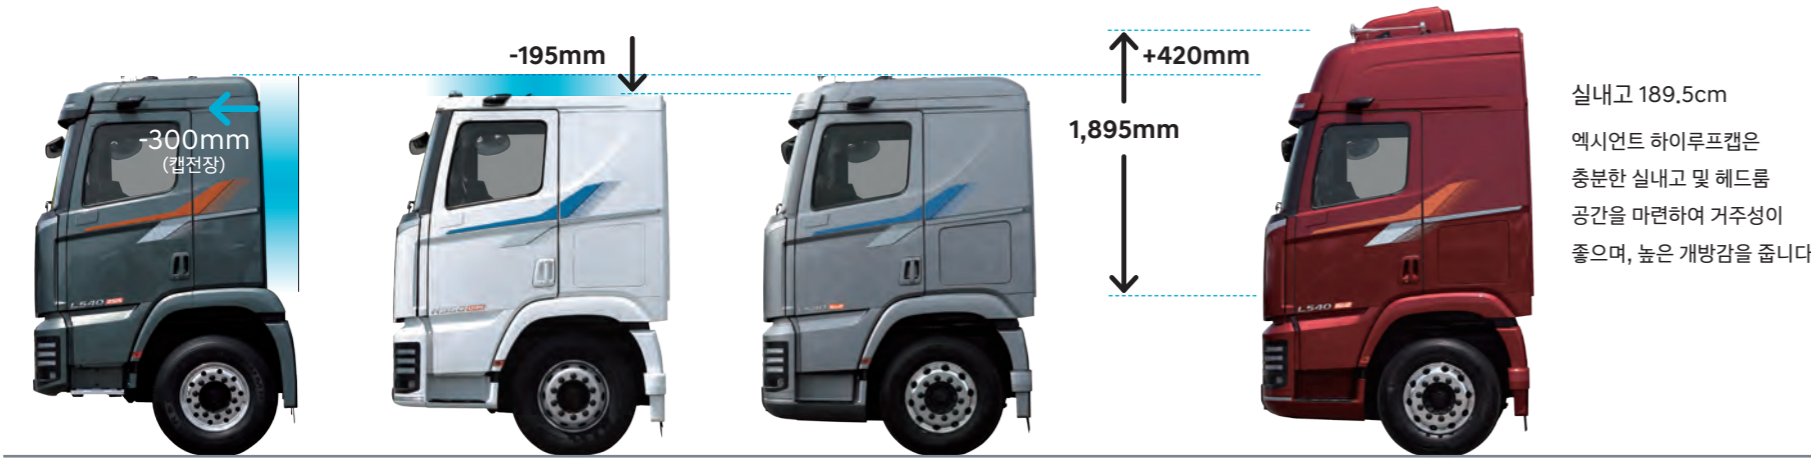 -300mm
(캡전장)
-195mm
+420mm
1,895mm
실내고 189.5cm
엑시언트 하이루프캡은
충분한 실내고 및 헤드룸
공간을 마련하여 거주성이
좋으며, 높은 개방감을 줍니다
L540
L540